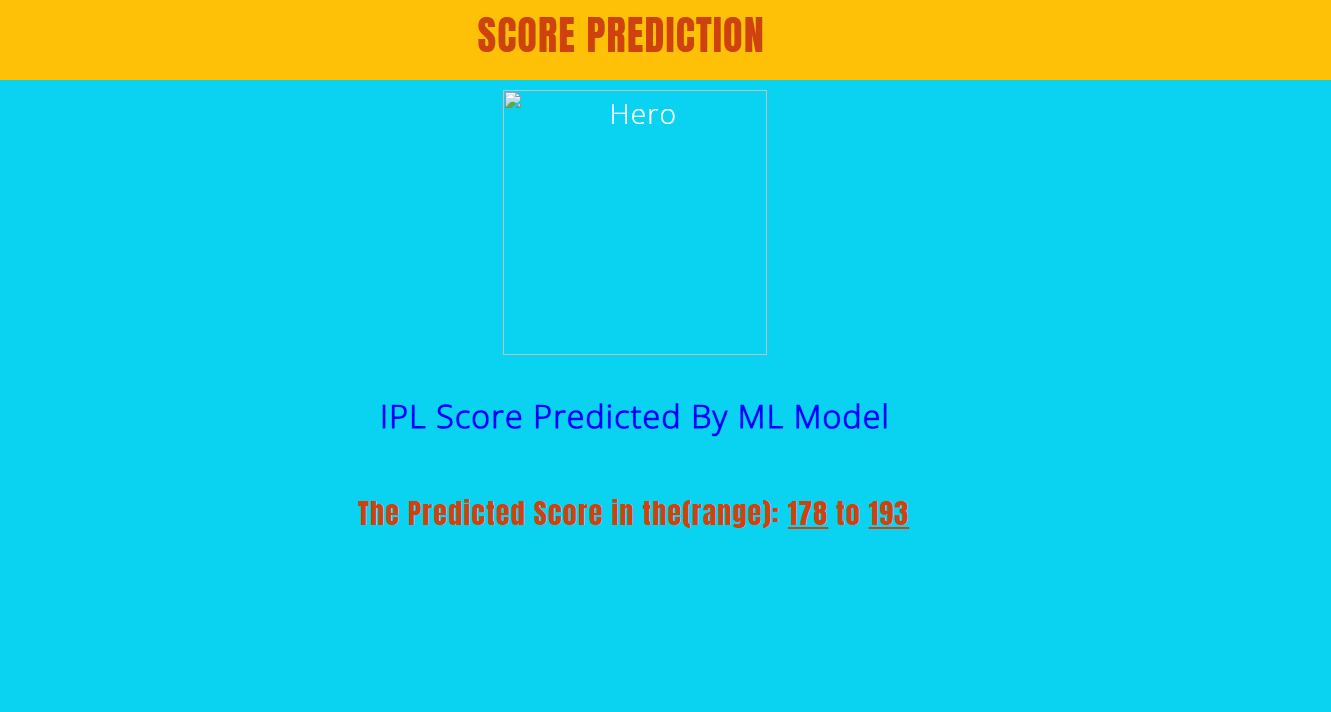 SCORE PREDICTION
Hero
IPL Score Predicted By ML Model
The Predicted Score in the(range): 178 to 193